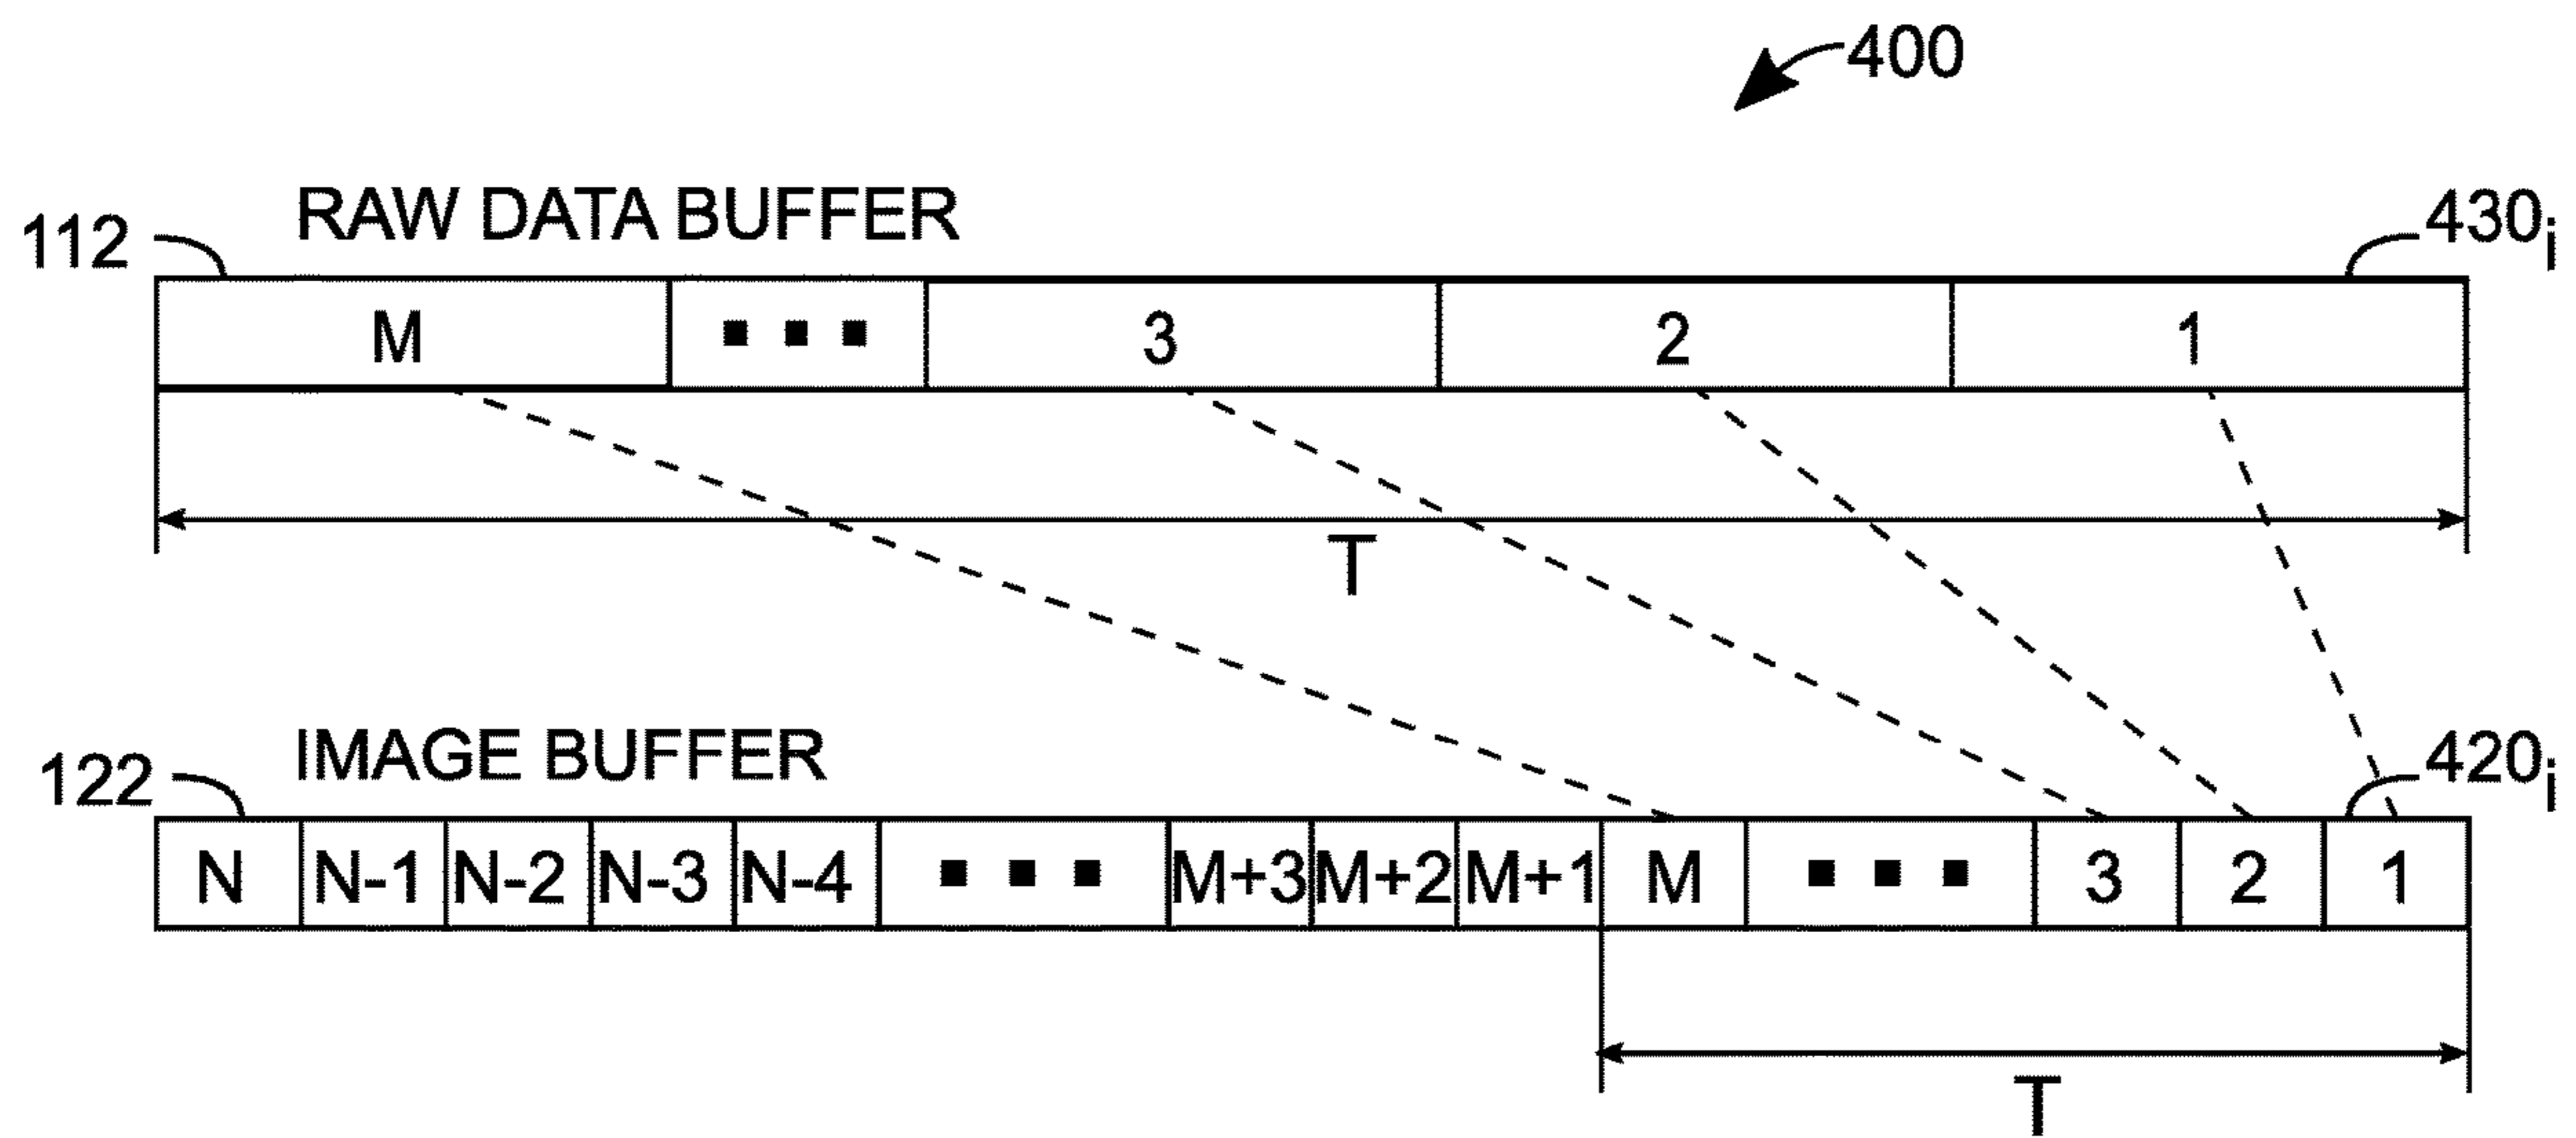 400
RAW DATA BUFFER
112
430i
M ▪ ▪ ▪ 3 2 1
T
IMAGE BUFFER
122
420i
N N-1 N-2 N-3 N-4 ▪ ▪ ▪ M+3 M+2 M+1 M ▪ ▪ ▪ 3 2 1
T